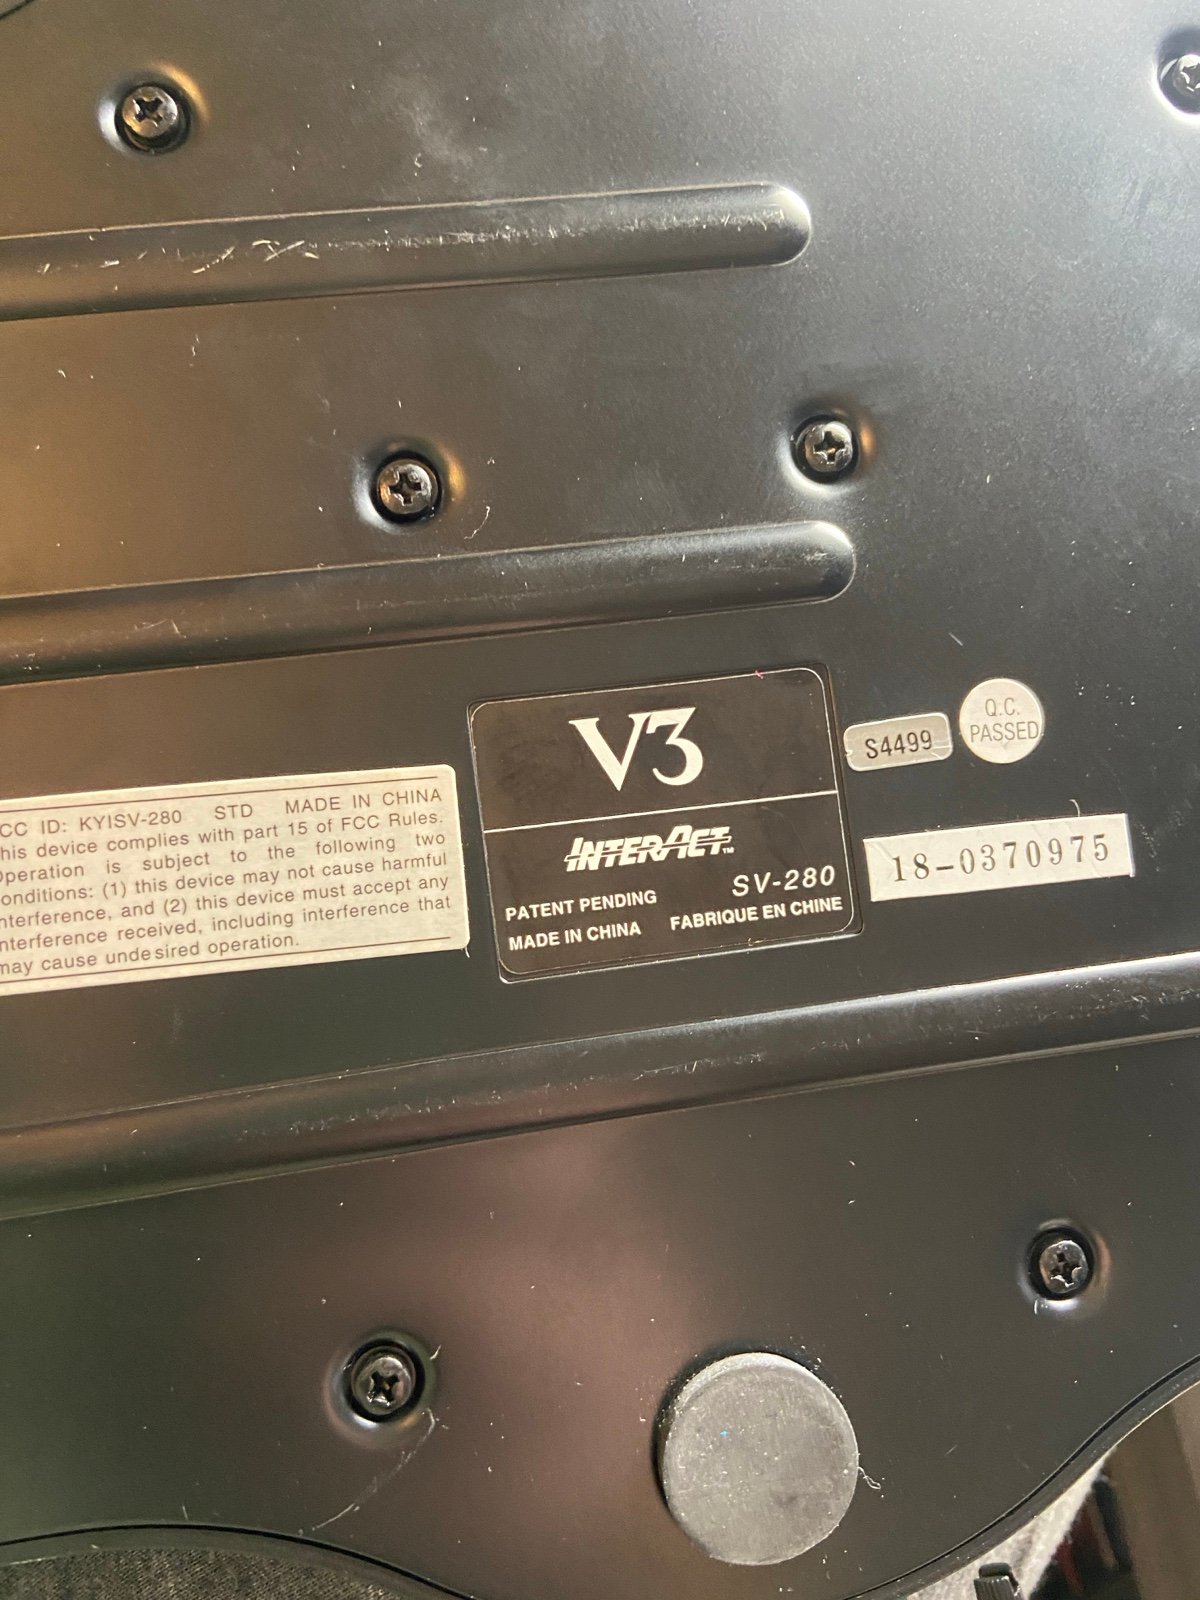 CC ID: KYISV-280 STD MADE IN CHINA
his device complies with part 15 of FCC Rules.
Operation is subject to the following two
onditions: (1) this device may not cause harmful
nterference, and (2) this device must accept any
nterference received, including interference that
may cause undesired operation.
V3
INTERACT™
SV-280
PATENT PENDING
MADE IN CHINA FABRIQUE EN CHINE
S4499
Q.C.
PASSED
18-0370975